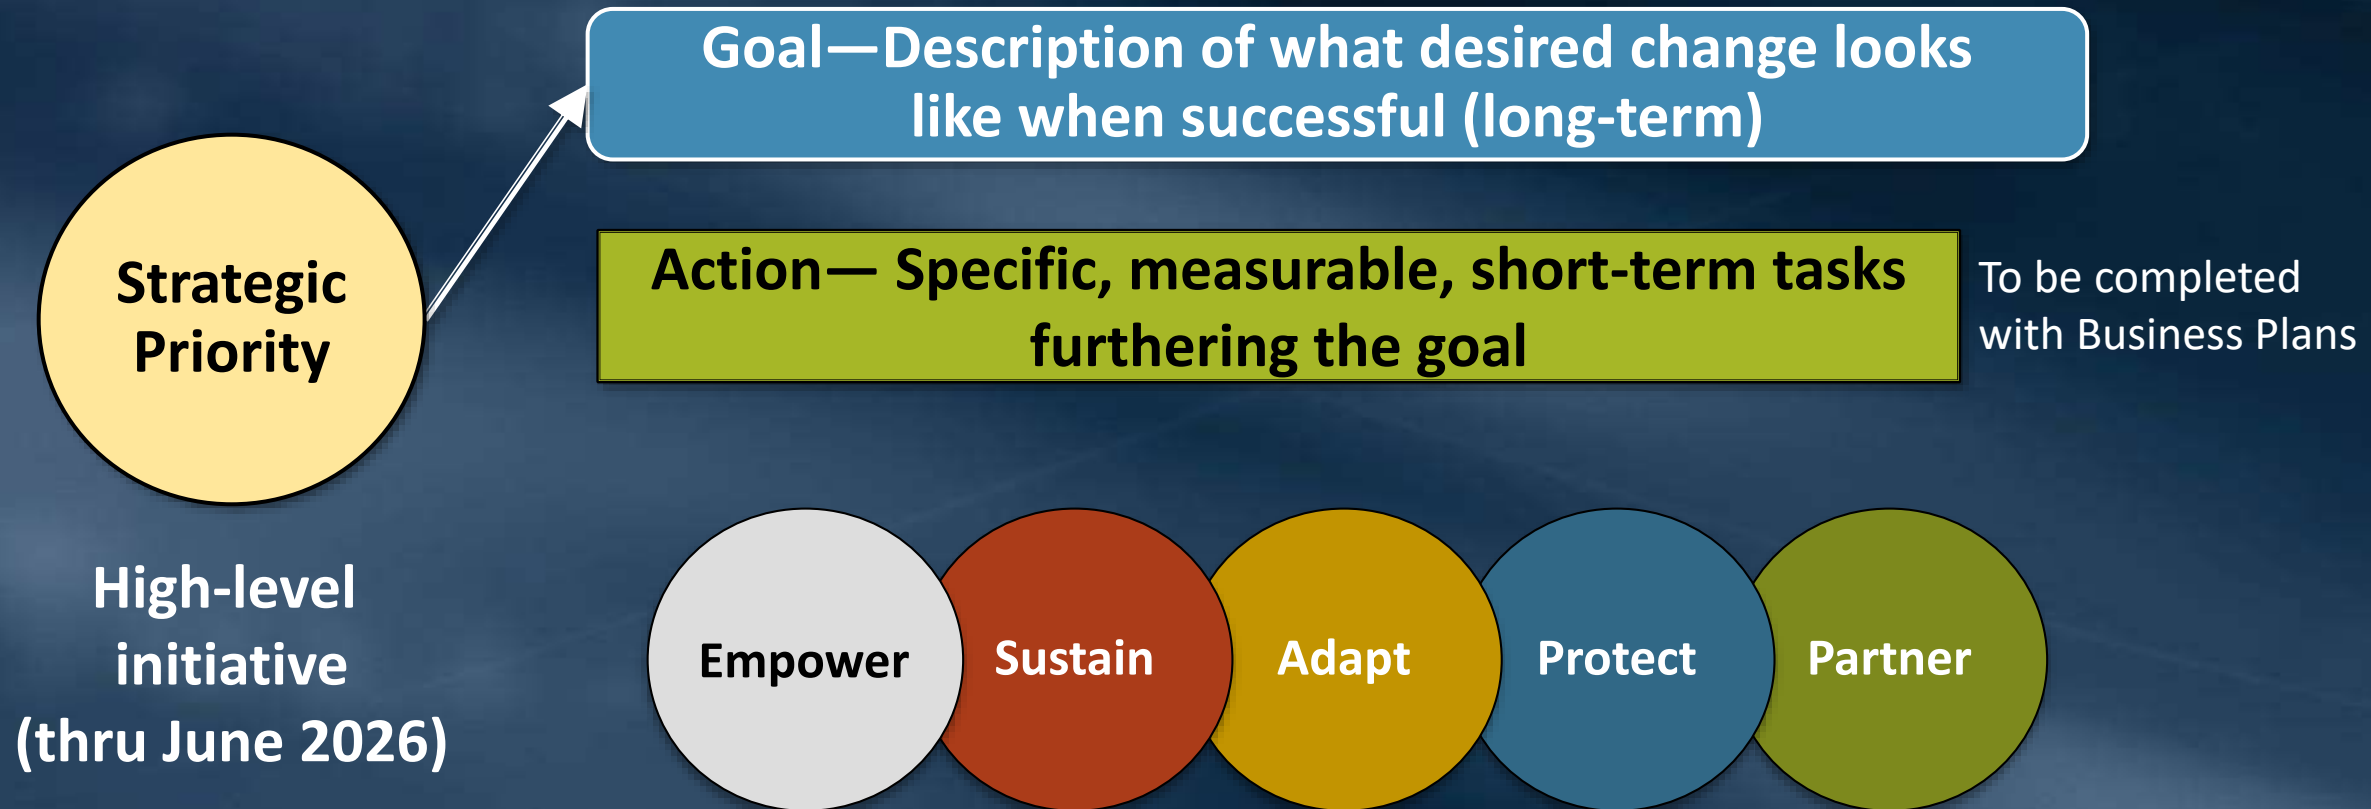 Goal—Description of what desired change looks
like when successful (long-term)
Strategic
Priority
Action— Specific, measurable, short-term tasks
furthering the goal
To be completed
with Business Plans
High-level
initiative
(thru June 2026)
Empower
Sustain
Adapt
Protect
Partner